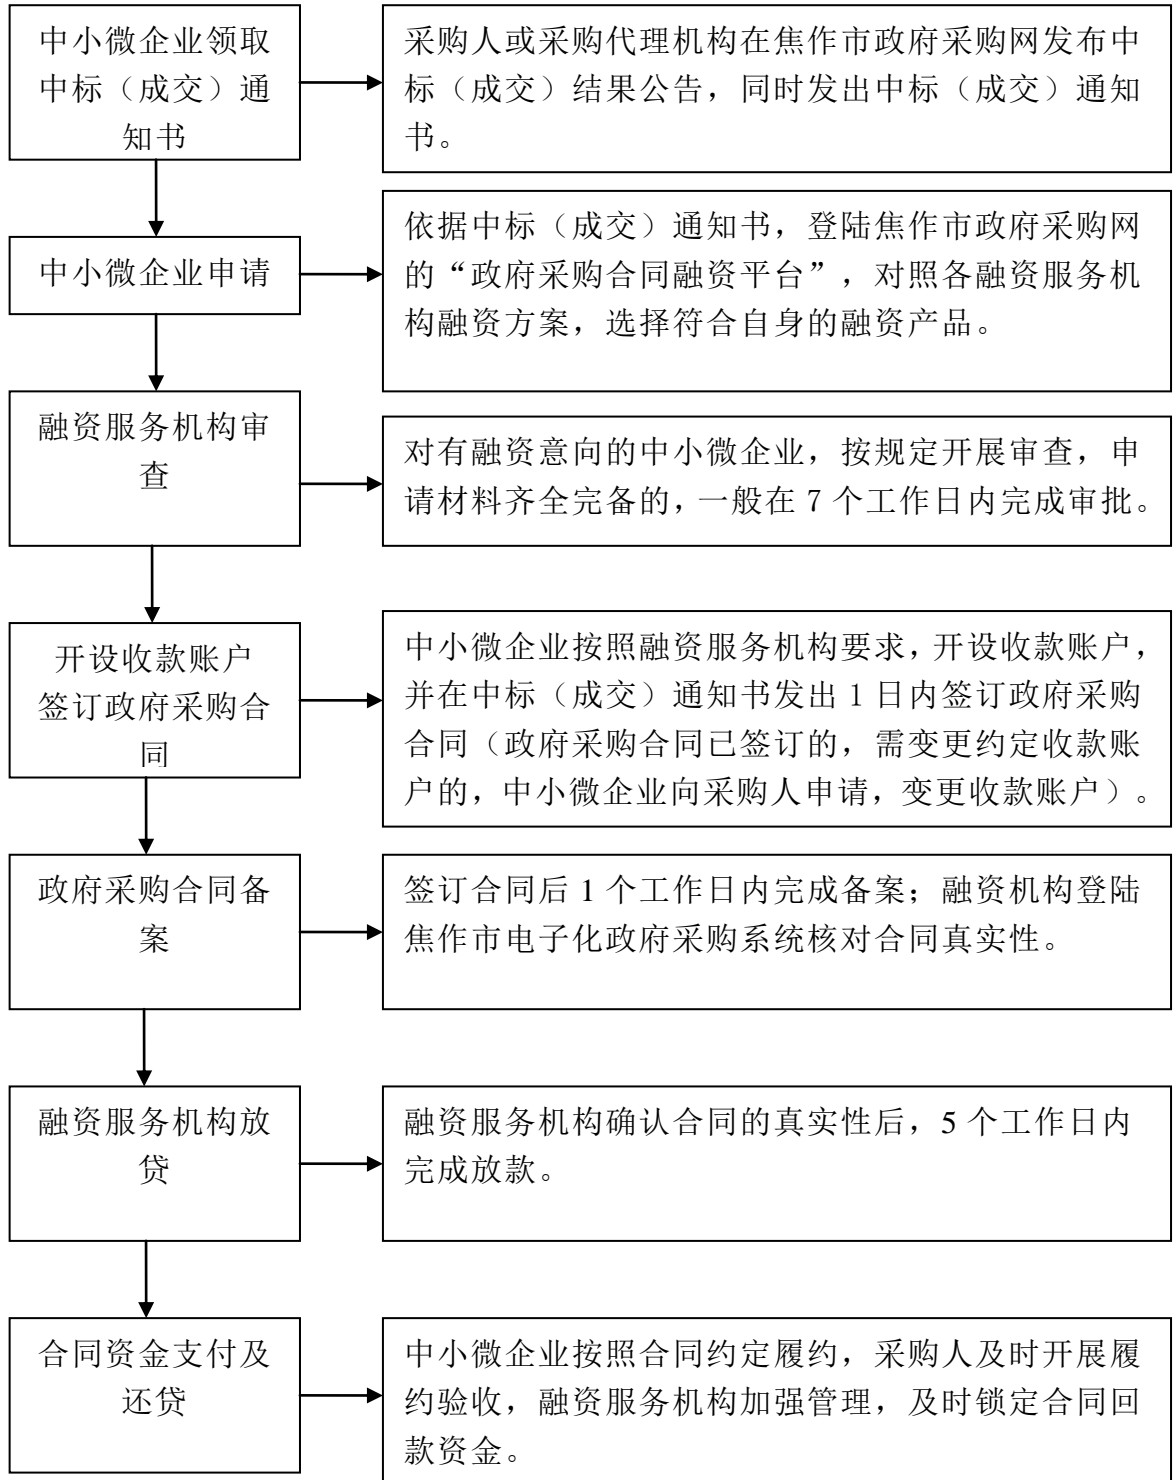 中小微企业领取
中标（成交）通
知书
采购人或采购代理机构在焦作市政府采购网发布中
标（成交）结果公告，同时发出中标（成交）通知
书。
中小微企业申请
依据中标（成交）通知书，登陆焦作市政府采购网
的“政府采购合同融资平台”，对照各融资服务机
构融资方案，选择符合自身的融资产品。
融资服务机构审
查
对有融资意向的中小微企业，按规定开展审查，申
请材料齐全完备的，一般在 7 个工作日内完成审批。
开设收款账户
签订政府采购合
同
中小微企业按照融资服务机构要求，开设收款账户，
并在中标（成交）通知书发出 1 日内签订政府采购
合同（政府采购合同已签订的，需变更约定收款账
户的，中小微企业向采购人申请，变更收款账户）。
政府采购合同备
案
签订合同后 1 个工作日内完成备案；融资机构登陆
焦作市电子化政府采购系统核对合同真实性。
融资服务机构放
贷
融资服务机构确认合同的真实性后，5 个工作日内
完成放款。
合同资金支付及
还贷
中小微企业按照合同约定履约，采购人及时开展履
约验收，融资服务机构加强管理，及时锁定合同回
款资金。